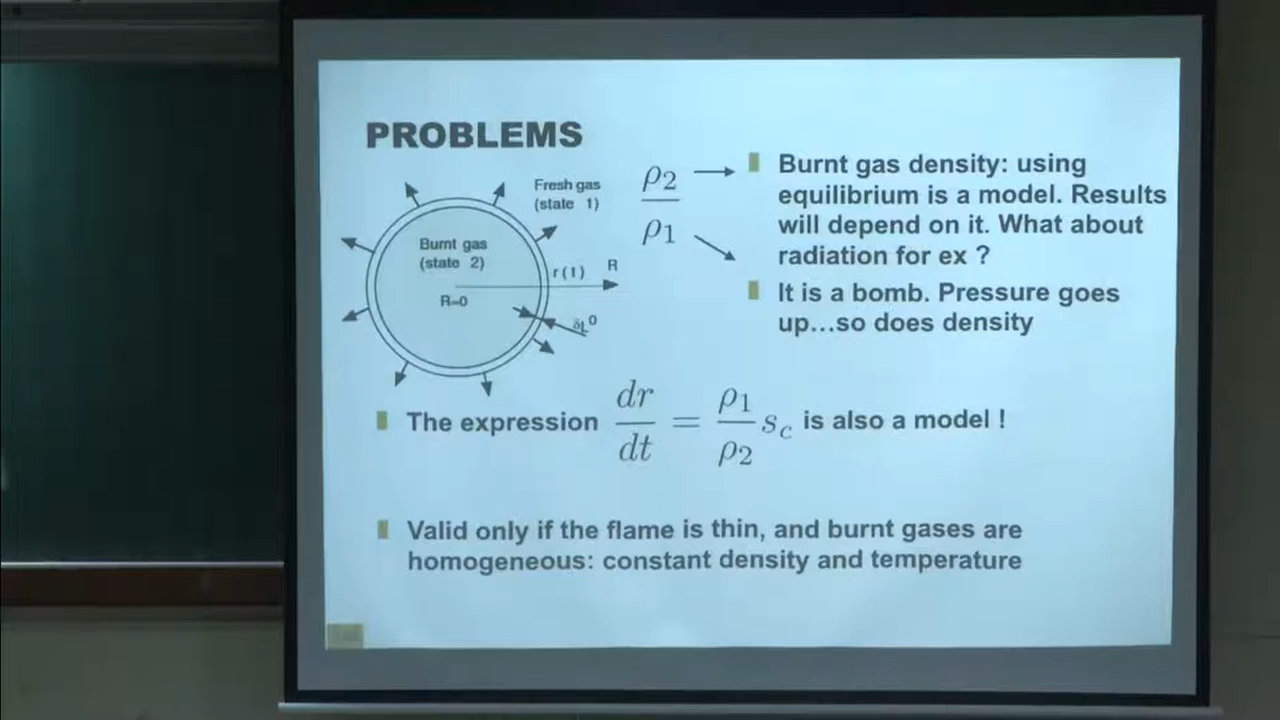 PROBLEMS
Fresh gas
(state 1)
Burnt gas
(state 2)
r(1)
R
R=0
δL⁰
ρ2
ρ1
Burnt gas density: using
equilibrium is a model. Results
will depend on it. What about
radiation for ex ?
It is a bomb. Pressure goes
up...so does density
The expression dr/dt = ρ1/ρ2 sc is also a model !
Valid only if the flame is thin, and burnt gases are
homogeneous: constant density and temperature